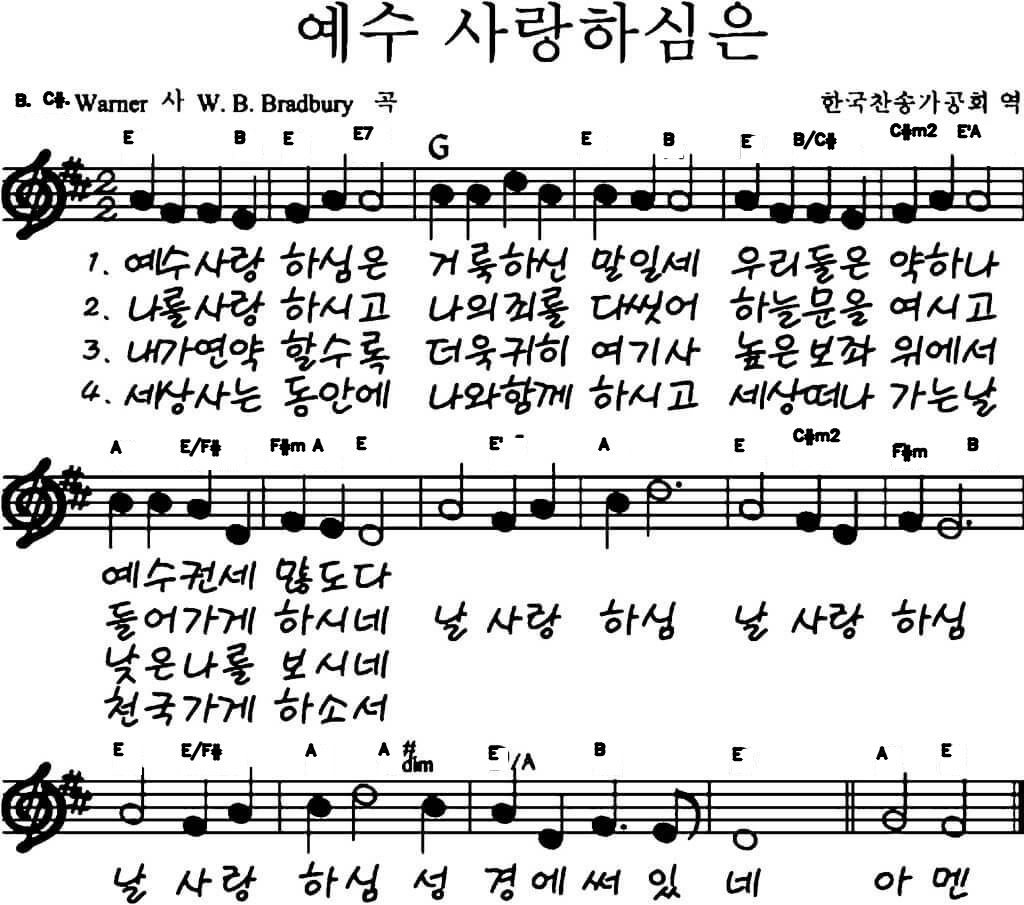 예수 사랑하심은
B. C#. Warner 사 W. B. Bradbury 곡 한국찬송가공회 역
E B E E7 G E B E B/C# C#m2 E'A
2 2
1. 예수사랑 하심은 거룩하신 말일세 우리들은 약하나
2. 나를사랑 하시고 나의죄를 다씻어 하늘문을 여시고
3. 내가연약 할수록 더욱귀히 여기사 높은보좌 위에서
4. 세상사는 동안에 나와함께 하시고 세상떠나 가는날
A E/F# F#m A E E' A E C#m2 F#m B
예수권세 많도다
들어가게 하시네 날 사랑 하심 날 사랑 하심
낮은나를 보시네
천국가게 하소서
E E/F# A A # dim E /A B E A E
날 사랑 하심 성 경에써 있 네 아 멘